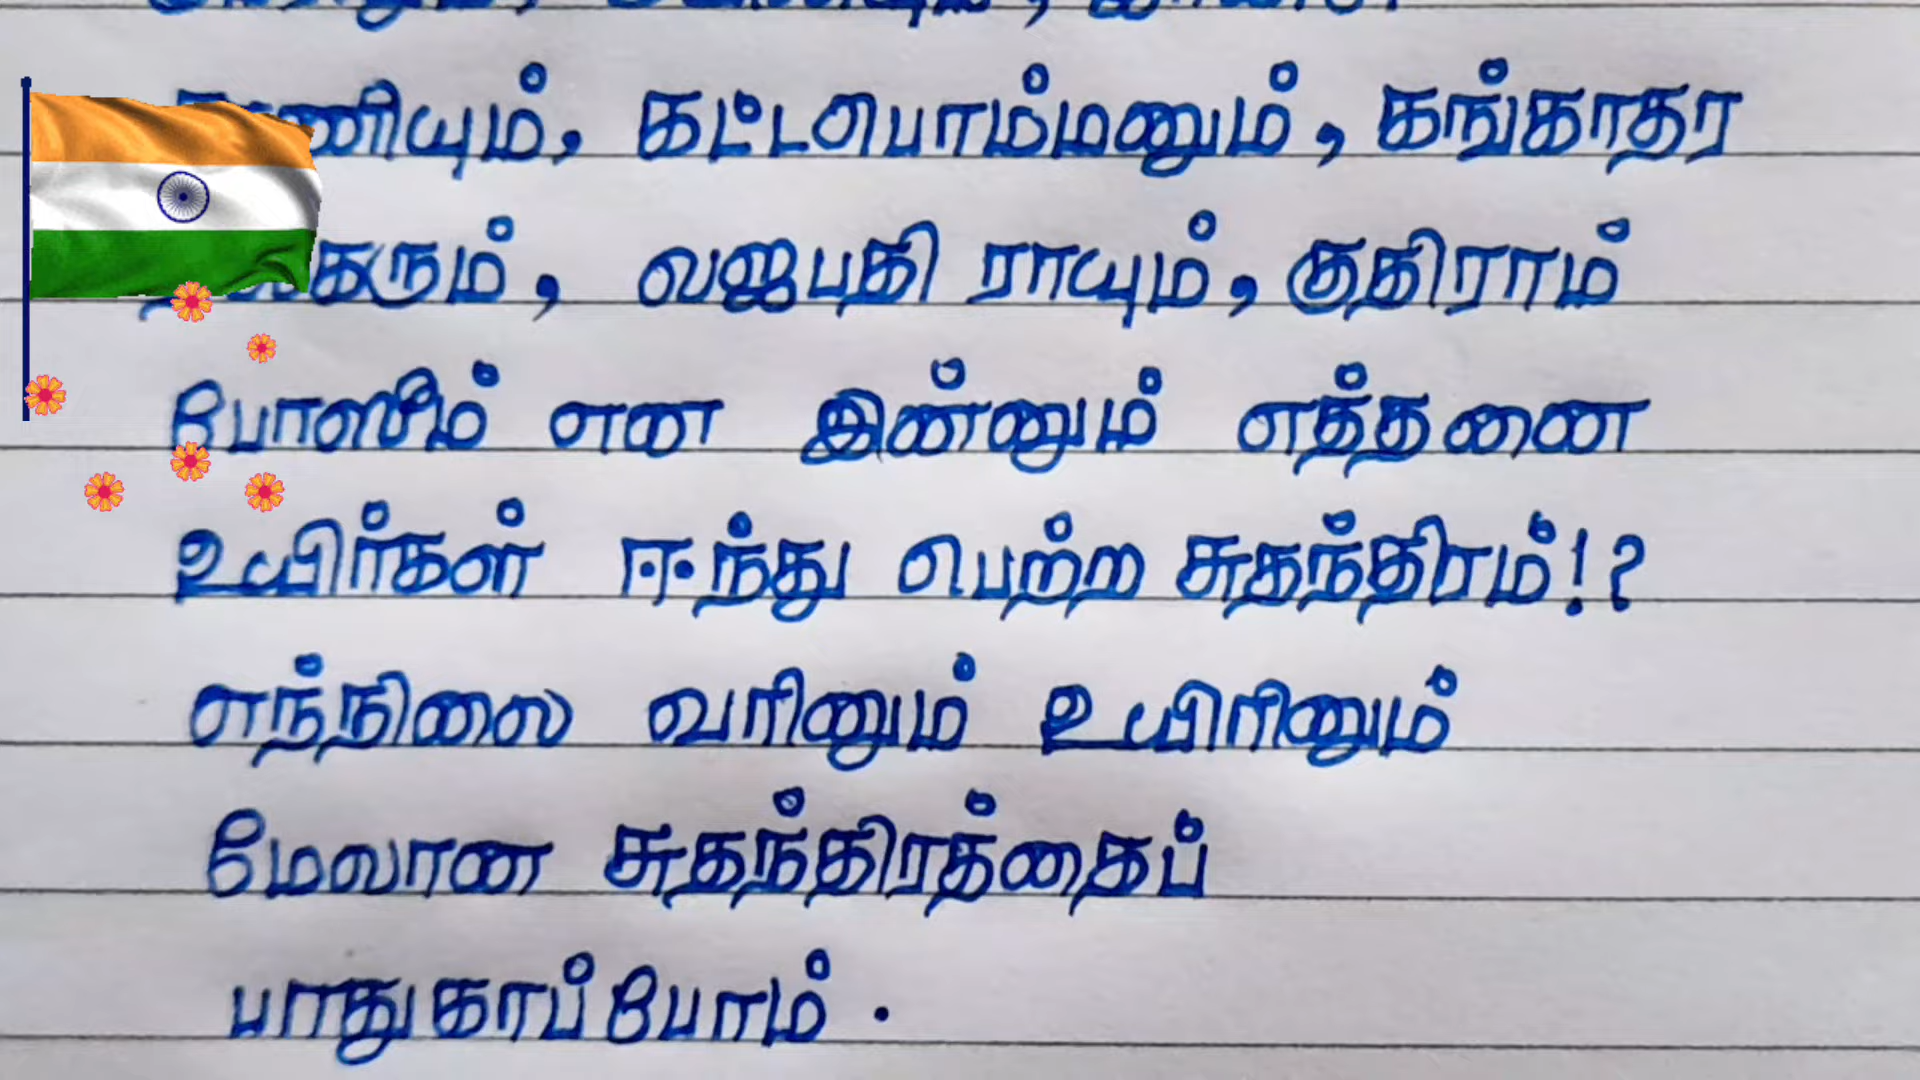 கட்டபொம்மனும், கங்காதர
வஜபதி ராயும், குதிராம்
போஸும் என இன்னும் எத்தனை
உயிர்கள் ஈந்து பெற்ற சுதந்திரம்!?
எந்நிலை வரினும் உயிரினும்
மேலான சுதந்திரத்தைப்
பாதுகாப்போம்.